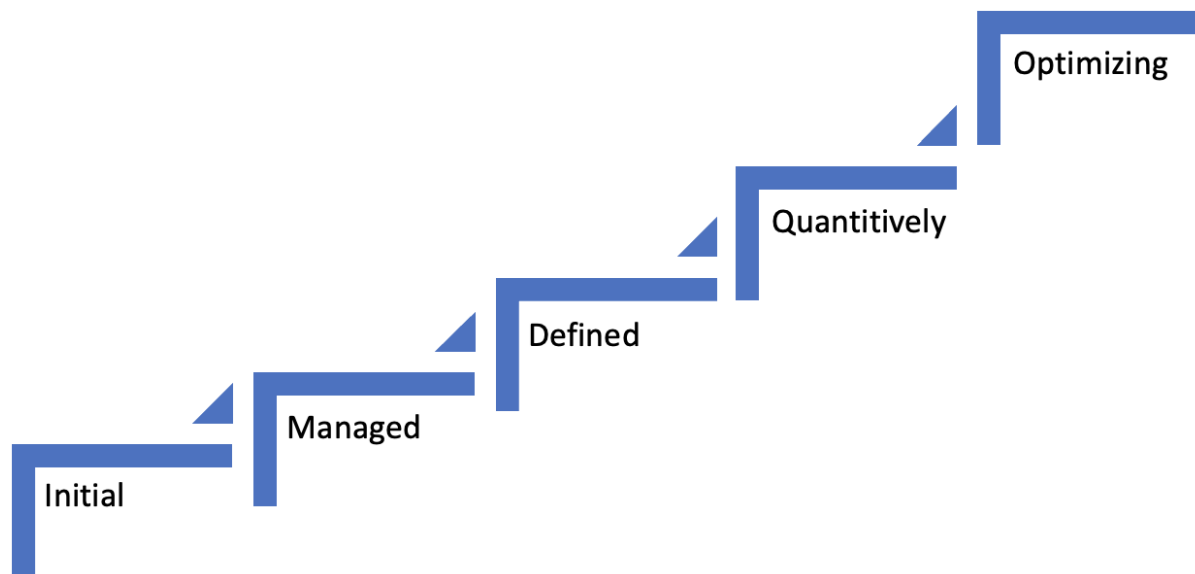 Optimizing
Quantitively
Defined
Managed
Initial